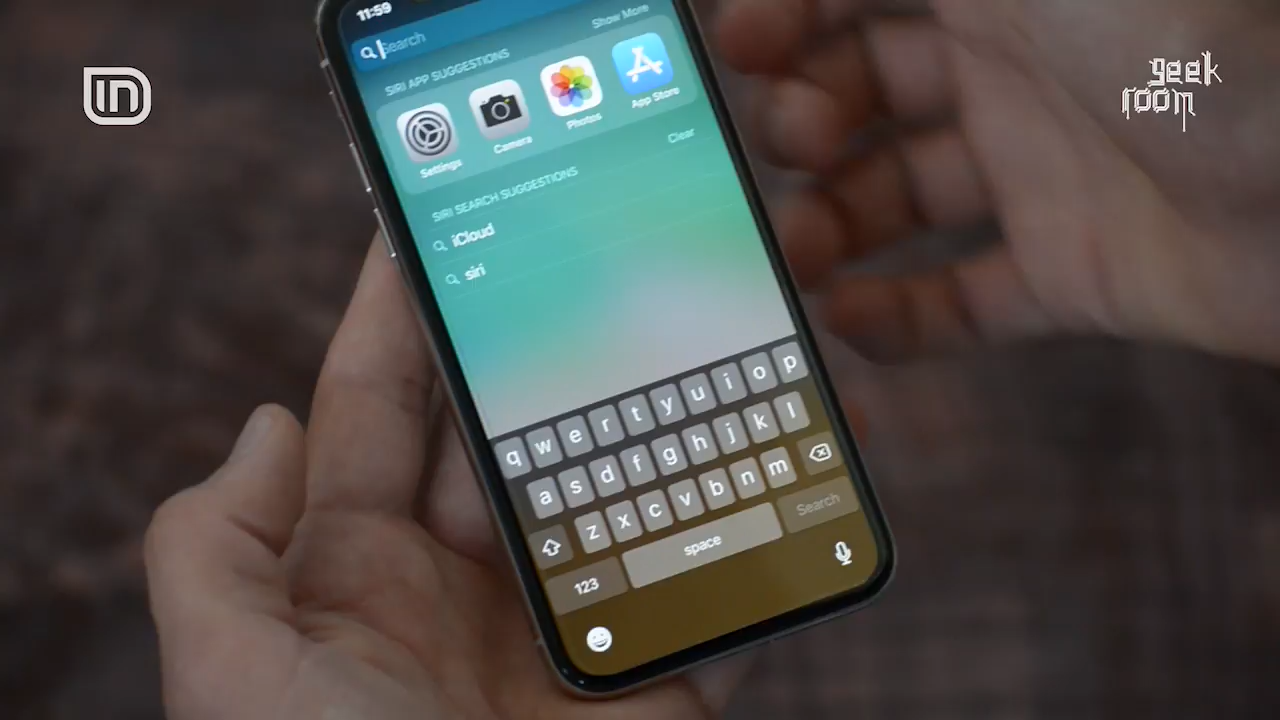 11:59
Search
Show More
SIRI APP SUGGESTIONS
Settings
Camera
Photos
App Store
Clear
SIRI SEARCH SUGGESTIONS
iCloud
siri
q w e r t y u i o p
a s d f g h j k l
z x c v b n m
123 space Search
IN
geek
room